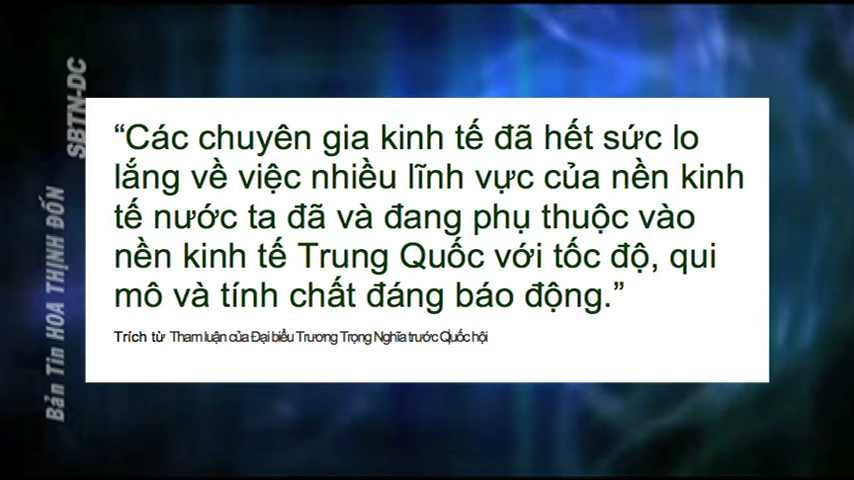 SBTN-DC
Bản Tin HOA THỊNH ĐỐN
“Các chuyên gia kinh tế đã hết sức lo
lắng về việc nhiều lĩnh vực của nền kinh
tế nước ta đã và đang phụ thuộc vào
nền kinh tế Trung Quốc với tốc độ, qui
mô và tính chất đáng báo động.”
Trích từ Tham luận của Đại biểu Trương Trọng Nghĩa trước Quốc hội